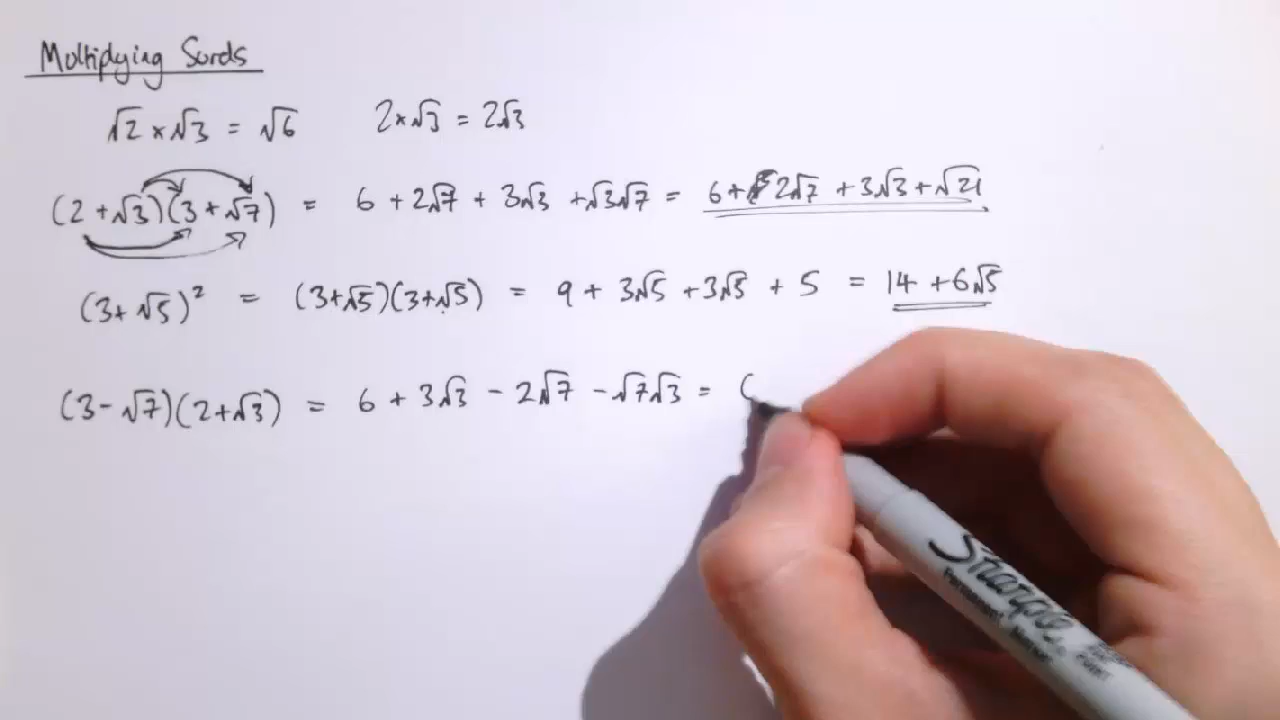 Multiplying Surds
√2 × √3 = √6 2×√3 = 2√3
(2 + √3)(3 + √7) = 6 + 2√7 + 3√3 + √3√7 = 6 + 2√7 + 3√3 + √21
(3 + √5)² = (3+√5)(3+√5) = 9 + 3√5 + 3√5 + 5 = 14 + 6√5
(3 - √7)(2+√3) = 6 + 3√3 - 2√7 - √7√3 =
Sharpie
Permanent Marker